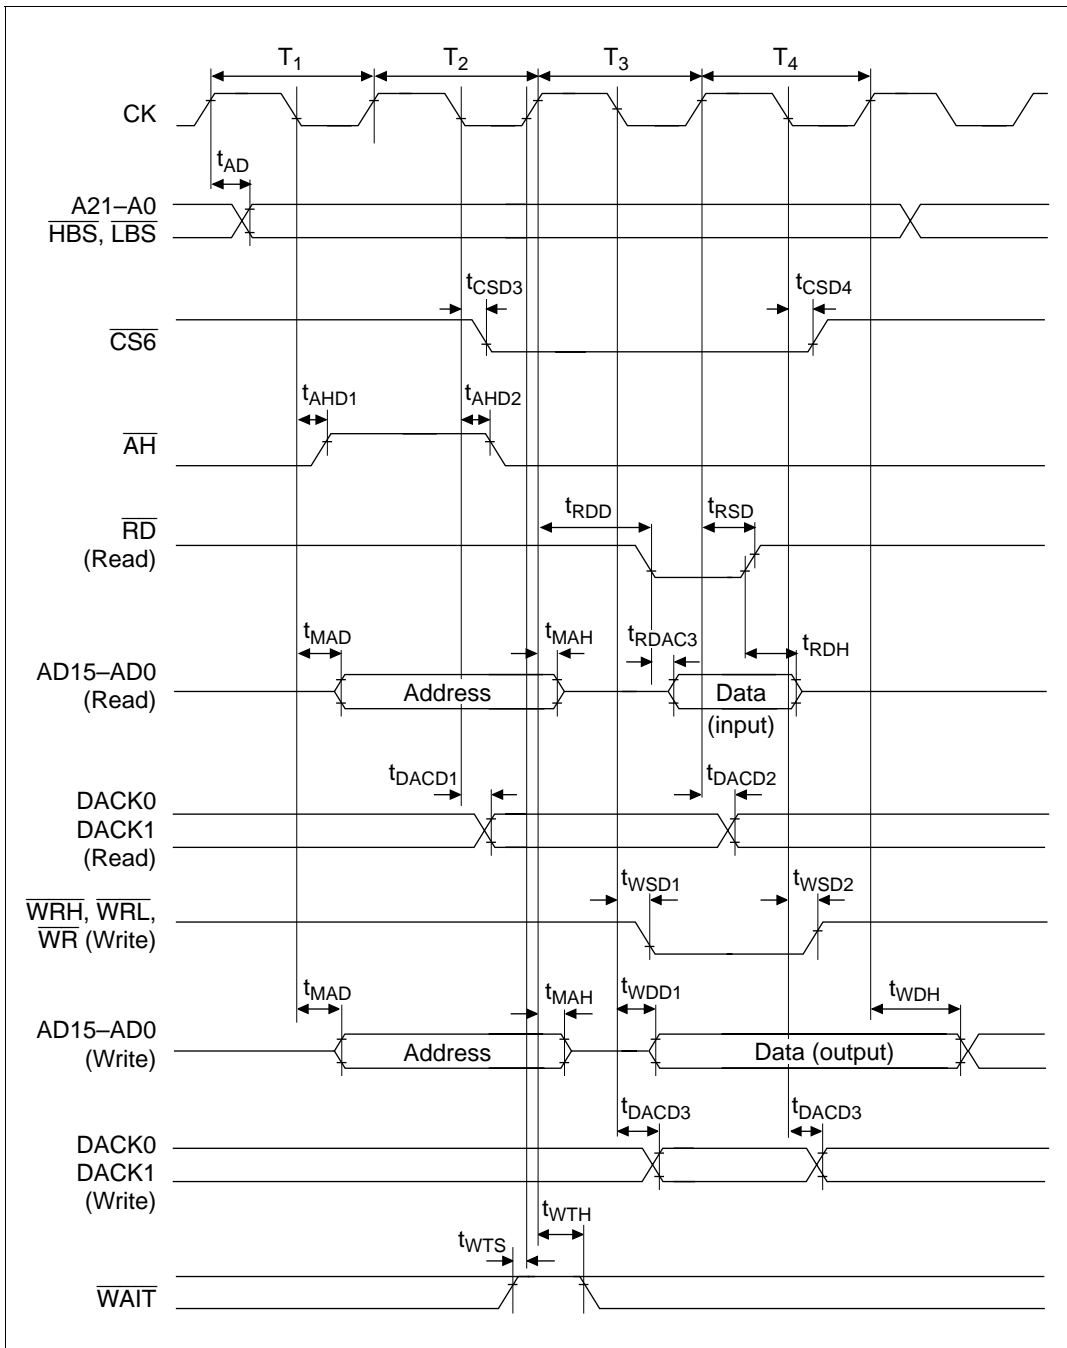 T1 T2 T3 T4
CK
tAD
A21–A0
HBS, LBS
tCSD3 tCSD4
CS6
tAHD1 tAHD2
AH
tRDD tRSD
RD
(Read)
tMAD tMAH tRDAC3 tRDH
AD15–AD0
(Read)
Address Data
(input)
tDACD1 tDACD2
DACK0
DACK1
(Read)
tWSD1 tWSD2
WRH, WRL,
WR (Write)
tMAD tMAH tWDD1 tWDH
AD15–AD0
(Write)
Address Data (output)
tDACD3 tDACD3
DACK0
DACK1
(Write)
tWTH
tWTS
WAIT